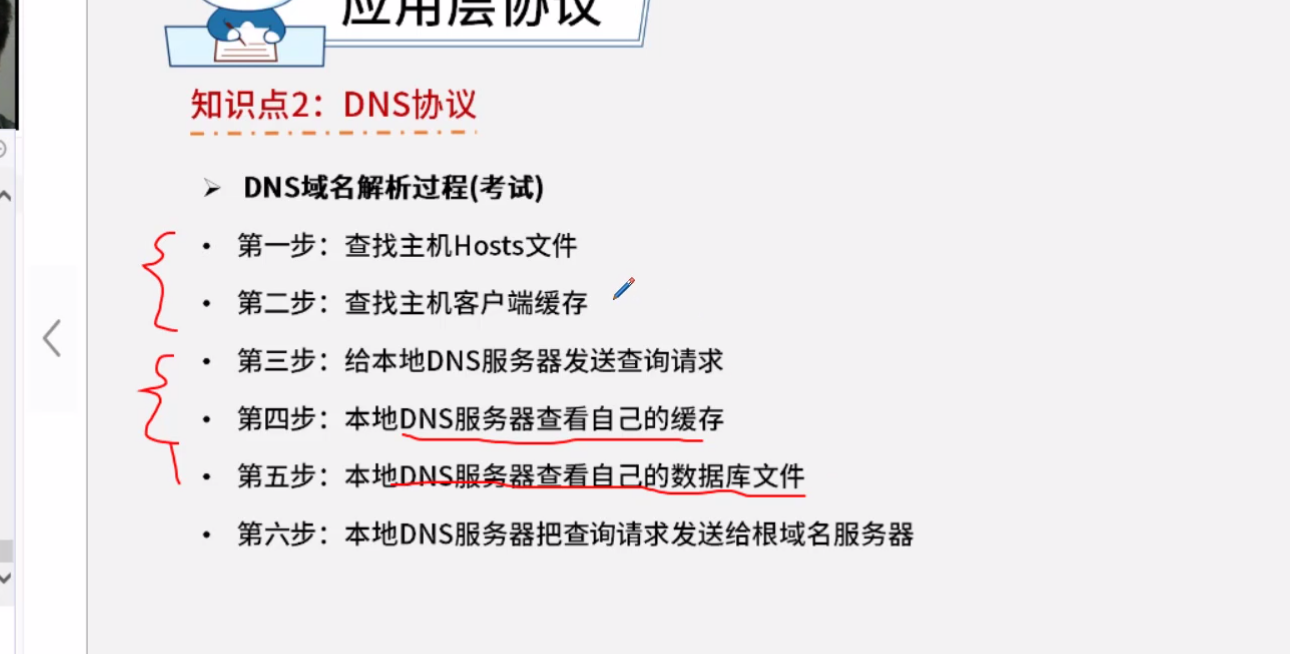 应用层协议
知识点2：DNS协议
➢ DNS域名解析过程(考试)
• 第一步：查找主机Hosts文件
• 第二步：查找主机客户端缓存
• 第三步：给本地DNS服务器发送查询请求
• 第四步：本地DNS服务器查看自己的缓存
• 第五步：本地DNS服务器查看自己的数据库文件
• 第六步：本地DNS服务器把查询请求发送给根域名服务器